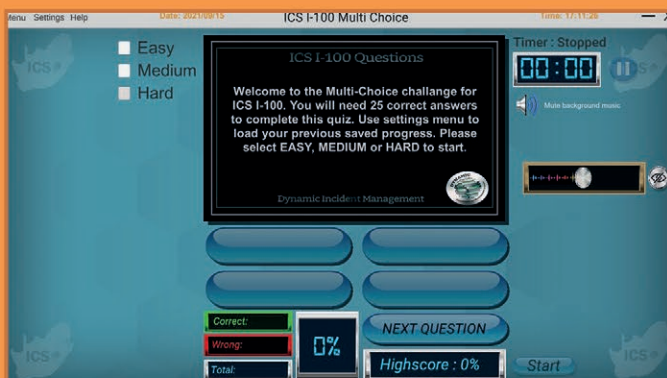 Menu Settings Help
Date: 2021/09/15
ICS I-100 Multi Choice
Time: 17:11:26
Easy
Medium
Hard
ICS I-100 Questions
Welcome to the Multi-Choice challange for
ICS I-100. You will need 25 correct answers
to complete this quiz. Use settings menu to
load your previous saved progress. Please
select EASY, MEDIUM or HARD to start.
Dynamic Incident Management
Timer : Stopped
00:00
Mute background music
Correct:
Wrong:
Total:
0%
NEXT QUESTION
Highscore : 0%
Start
ICS
ICS
ICS